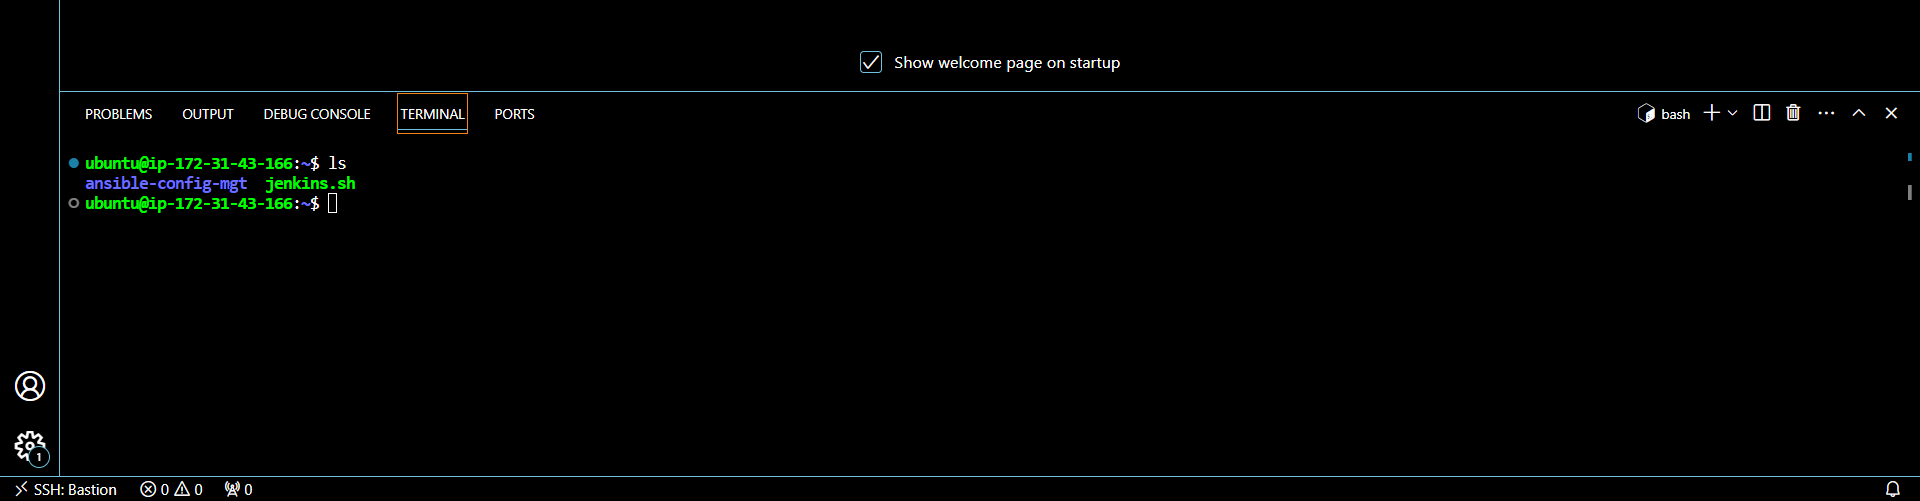 Show welcome page on startup
PROBLEMS OUTPUT DEBUG CONSOLE TERMINAL PORTS bash
ubuntu@ip-172-31-43-166:~$ ls
ansible-config-mgt jenkins.sh
ubuntu@ip-172-31-43-166:~$
1
SSH: Bastion 0 0 0